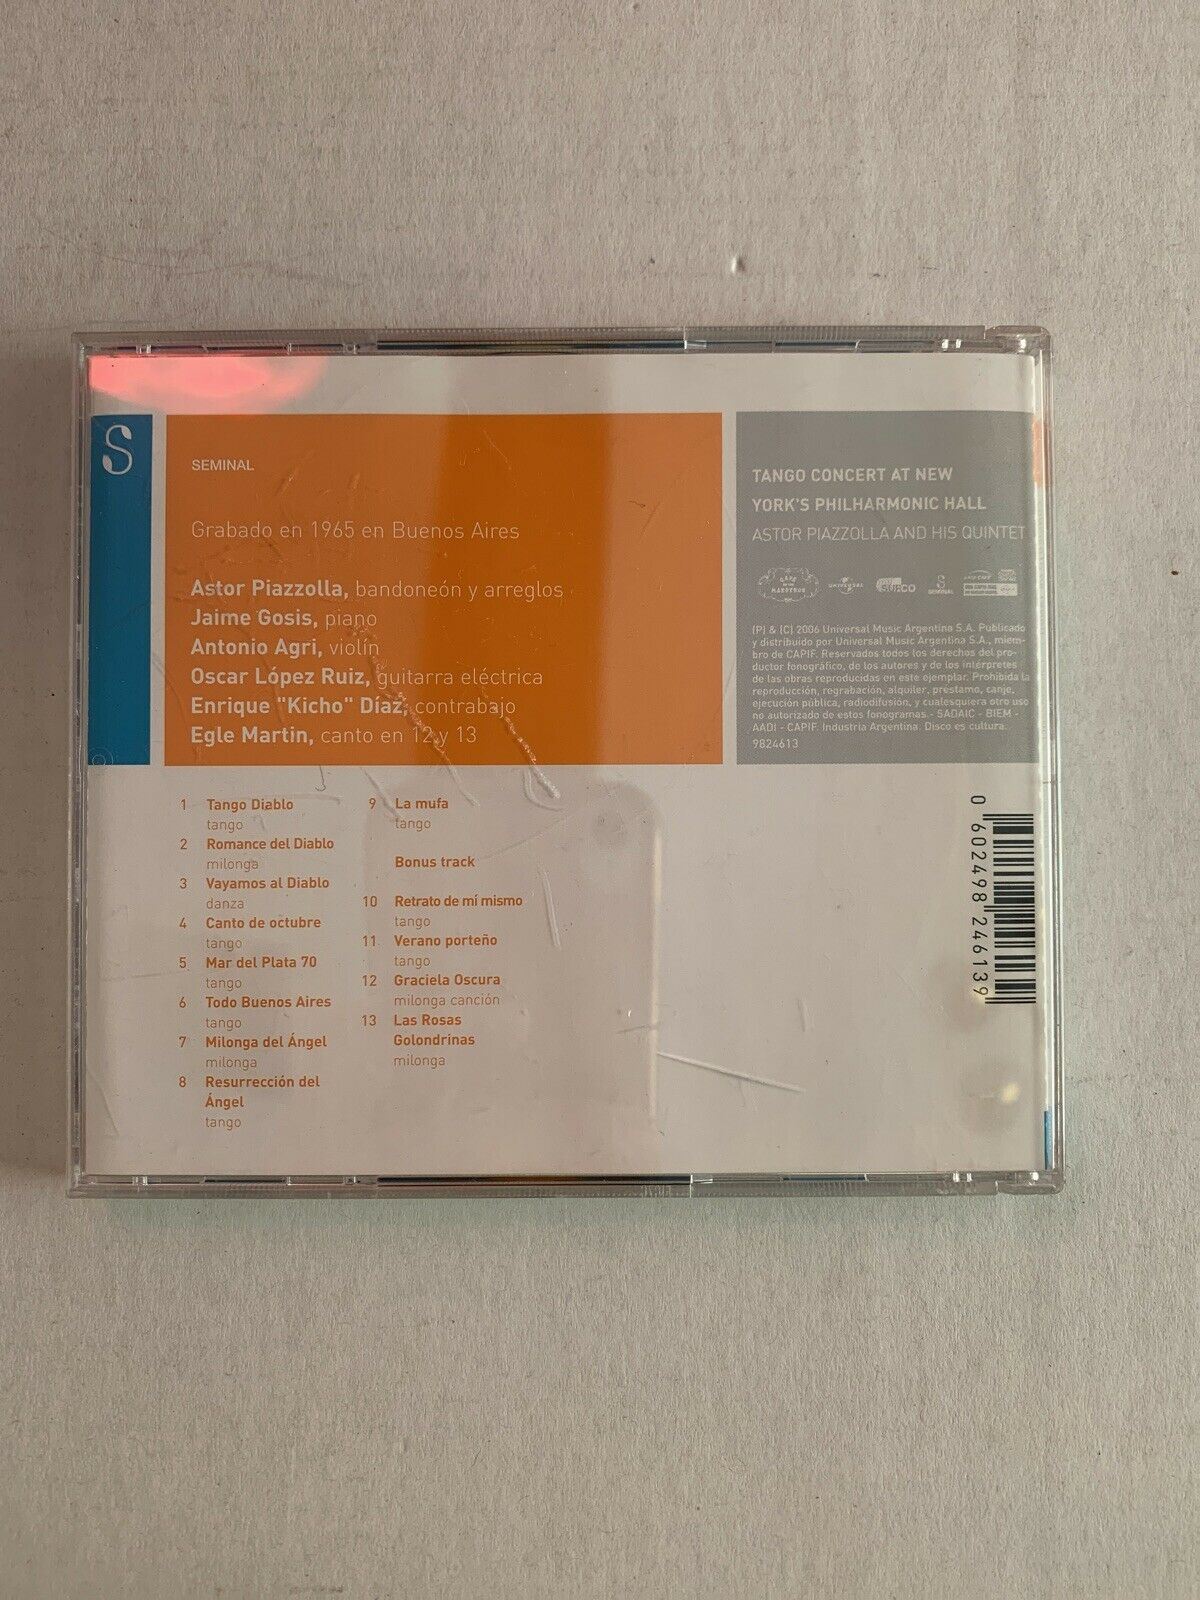 S
SEMINAL
Grabado en 1965 en Buenos Aires
Astor Piazzolla, bandoneón y arreglos
Jaime Gosis, piano
Antonio Agri, violín
Oscar López Ruiz, guitarra eléctrica
Enrique "Kicho" Díaz, contrabajo
Egle Martin, canto en 12 y 13
TANGO CONCERT AT NEW
YORK'S PHILHARMONIC HALL
ASTOR PIAZZOLLA AND HIS QUINTET
UNIVERSAL
SURCO
SEMINAL
(P) & (C) 2006 Universal Music Argentina S.A. Publicado
y distribuido por Universal Music Argentina S.A., miem-
bro de CAPIF. Reservados todos los derechos del pro-
ductor fonográfico, de los autores y de los intérpretes
de las obras reproducidas en este ejemplar. Prohibida la
reproducción, regrabación, alquiler, préstamo, canje,
ejecución pública, radiodifusión, y cualesquiera otro uso
no autorizado de estos fonogramas - SADAIC - BIEM -
AADI - CAPIF. Industria Argentina. Disco es cultura.
9824613
1 Tango Diablo
tango
2 Romance del Diablo
milonga
3 Vayamos al Diablo
danza
4 Canto de octubre
tango
5 Mar del Plata 70
tango
6 Todo Buenos Aires
tango
7 Milonga del Ángel
milonga
8 Resurrección del
Ángel
tango
9 La mufa
tango
Bonus track
10 Retrato de mí mismo
tango
11 Verano porteño
tango
12 Graciela Oscura
milonga canción
13 Las Rosas
Golondrinas
milonga
0 602498 246139